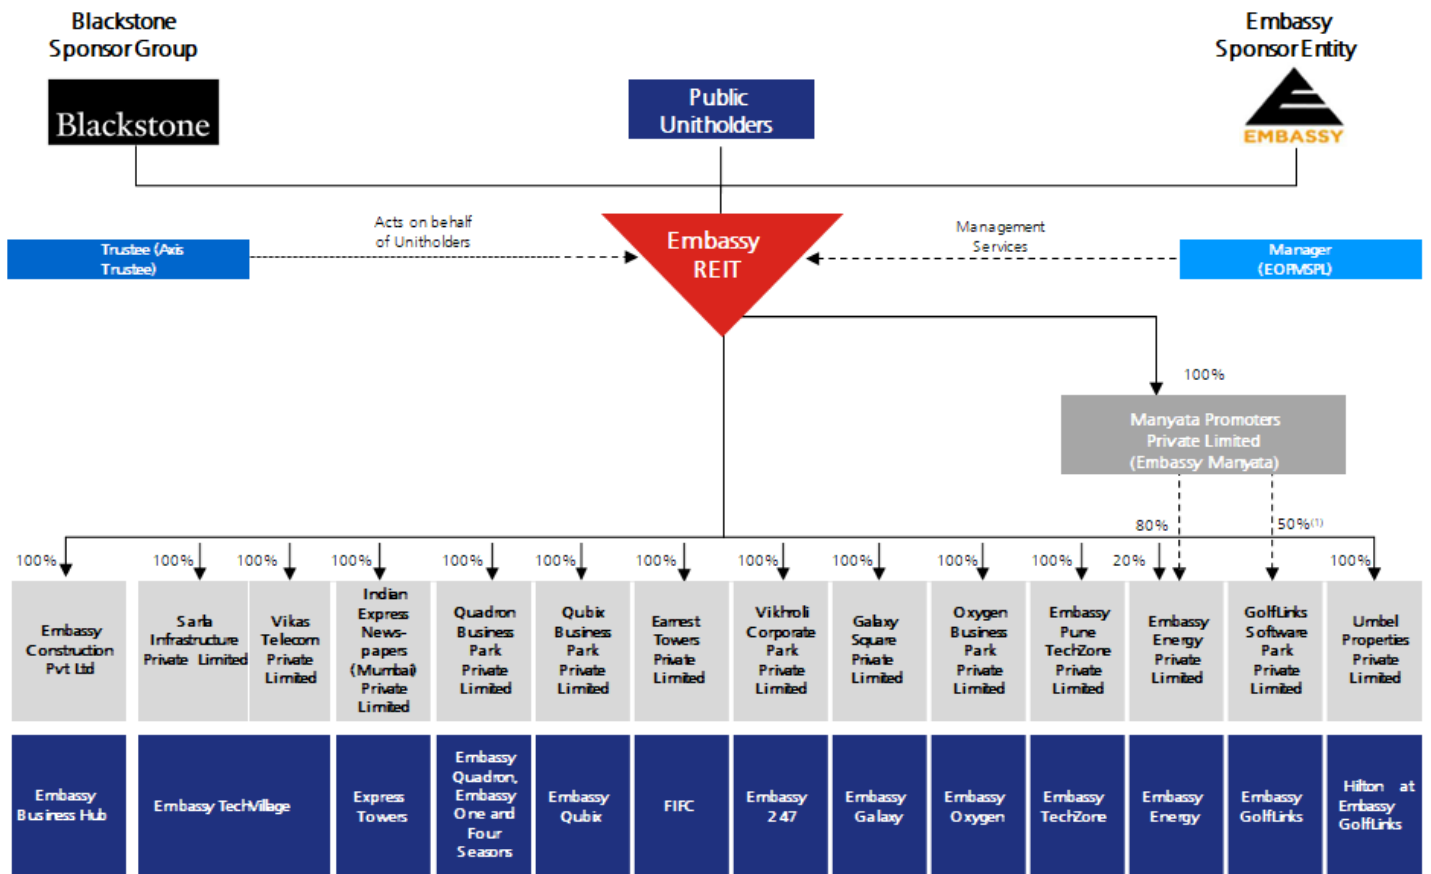 Blackstone
Sponsor Group
Embassy
Sponsor Entity
Blackstone
Public
Unitholders
EMBASSY
Acts on behalf
of Unitholders
Management
Services
Trustee (Axis
Trustee)
Embassy
REIT
Manager
(EOPMSPL)
100%
Manyata Promoters
Private Limited
(Embassy Manyata)
80%
50%(1)
100%
100%
100%
100%
100%
100%
100%
100%
100%
100%
100%
20%
100%
Embassy
Construction
Pvt Ltd
Sarla
Infrastructure
Private Limited
Vikas
Telecom
Private
Limited
Indian
Express
News-
papers
(Mumbai)
Private
Limited
Quadron
Business
Park
Private
Limited
Qubix
Business
Park
Private
Limited
Earnest
Towers
Private
Limited
Vikhroli
Corporate
Park Private
Limited
Galaxy
Square
Private
Limited
Oxygen
Business
Park
Private
Limited
Embassy
Pune
TechZone
Private
Limited
Embassy
Energy
Private
Limited
GolfLinks
Software
Park
Private
Limited
Umbel
Properties
Private
Limited
Embassy
Business Hub
Embassy TechVillage
Express
Towers
Embassy
Quadron,
Embassy
One and
Four
Seasons
Embassy
Qubix
FIFC
Embassy
247
Embassy
Galaxy
Embassy
Oxygen
Embassy
TechZone
Embassy
Energy
Embassy
GolfLinks
Hilton at
Embassy
GolfLinks